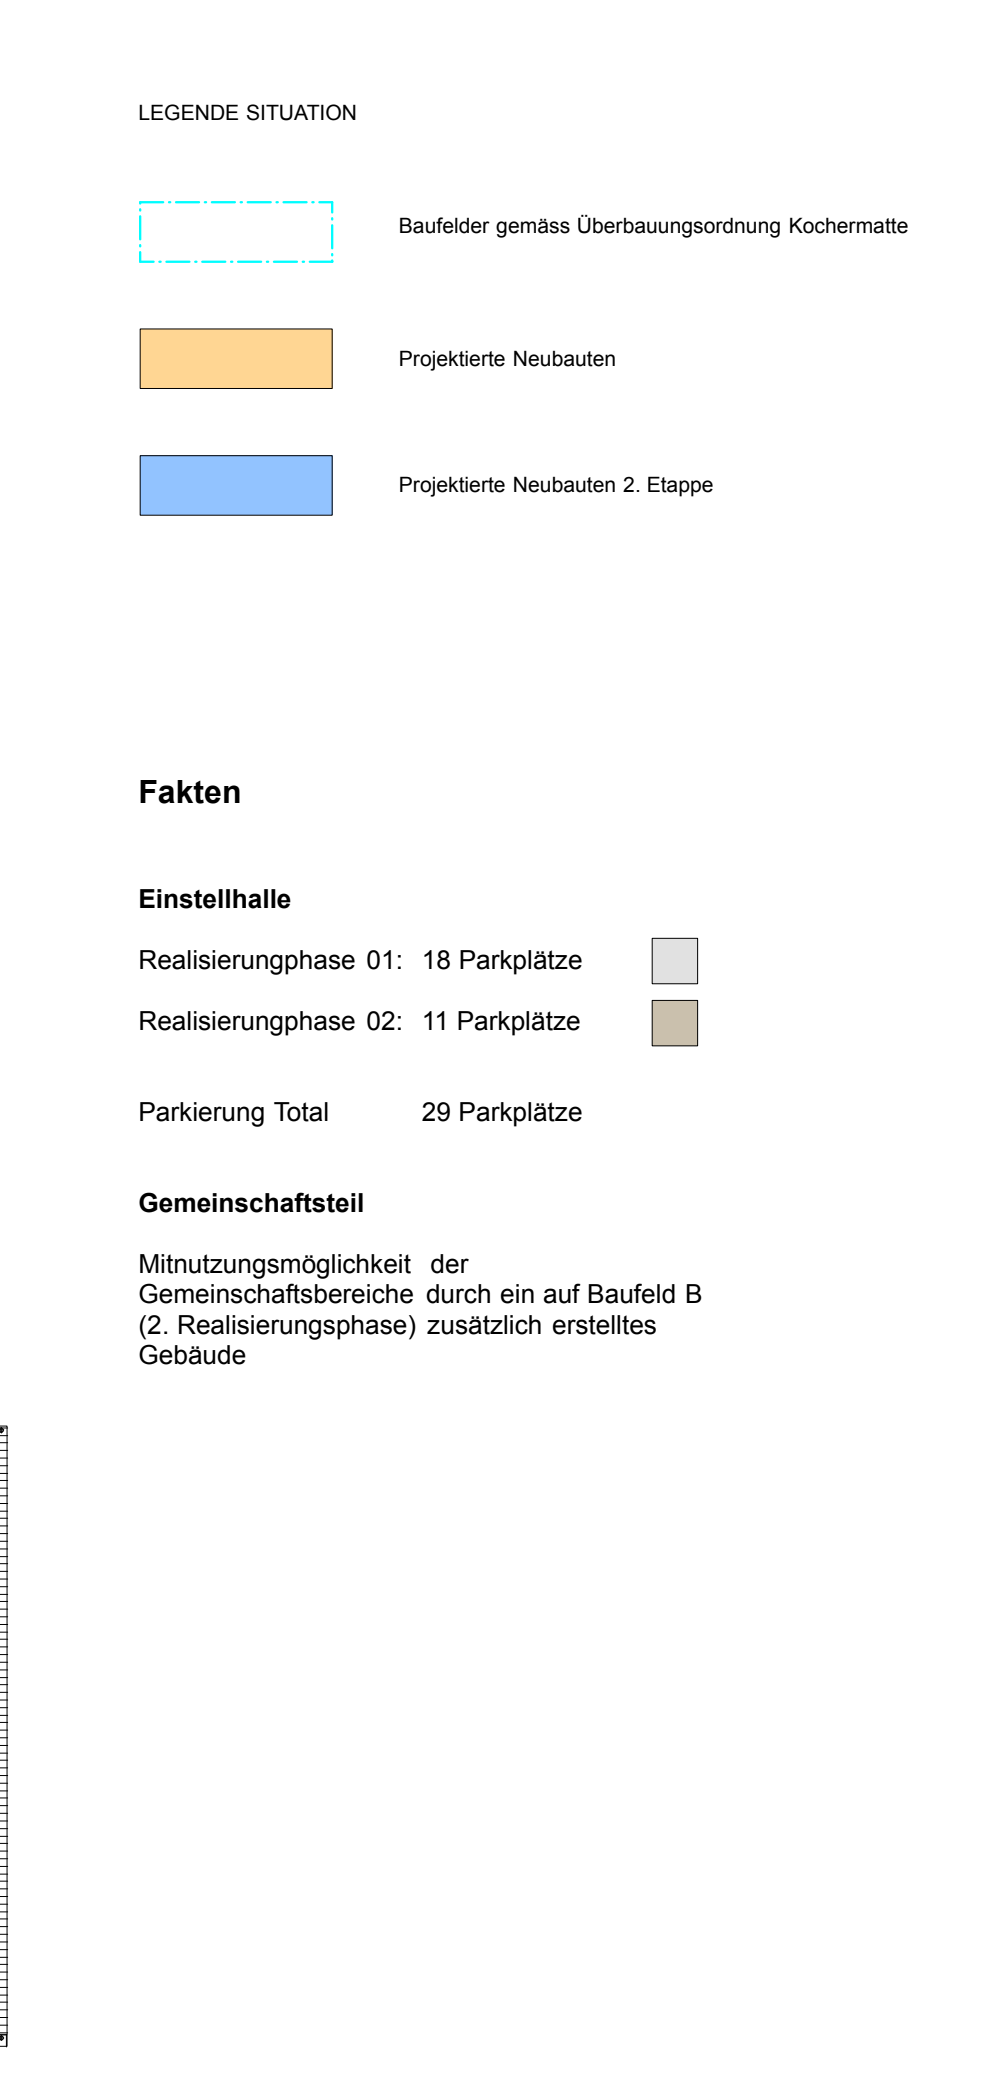 LEGENDE SITUATION
Baufelder gemäss Überbauungsordnung Kochermatte
Projektierte Neubauten
Projektierte Neubauten 2. Etappe
Fakten
Einstellhalle
Realisierungphase 01: 18 Parkplätze
Realisierungphase 02: 11 Parkplätze
Parkierung Total 29 Parkplätze
Gemeinschaftsteil
Mitnutzungsmöglichkeit der
Gemeinschaftsbereiche durch ein auf Baufeld B
(2. Realisierungsphase) zusätzlich erstelltes
Gebäude